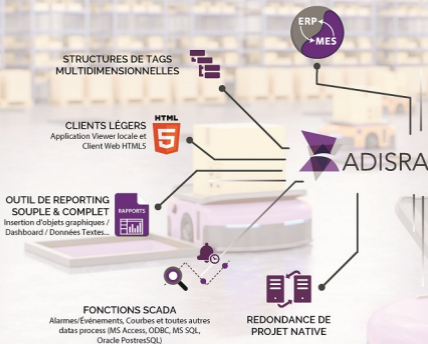 ERP
MES
STRUCTURES DE TAGS
MULTIDIMENSIONNELLES
CLIENTS LÉGERS
Application Viewer locale et
Client Web HTML5
HTML
5
ADISRA
OUTIL DE REPORTING
SOUPLE & COMPLET
Insertion d'objets graphiques /
Dashboard / Données Textes...
RAPPORTS
FONCTIONS SCADA
Alarmes/Événements, Courbes et toutes autres
datas process (MS Access, ODBC, MS SQL,
Oracle PostresSQL)
REDONDANCE DE
PROJET NATIVE